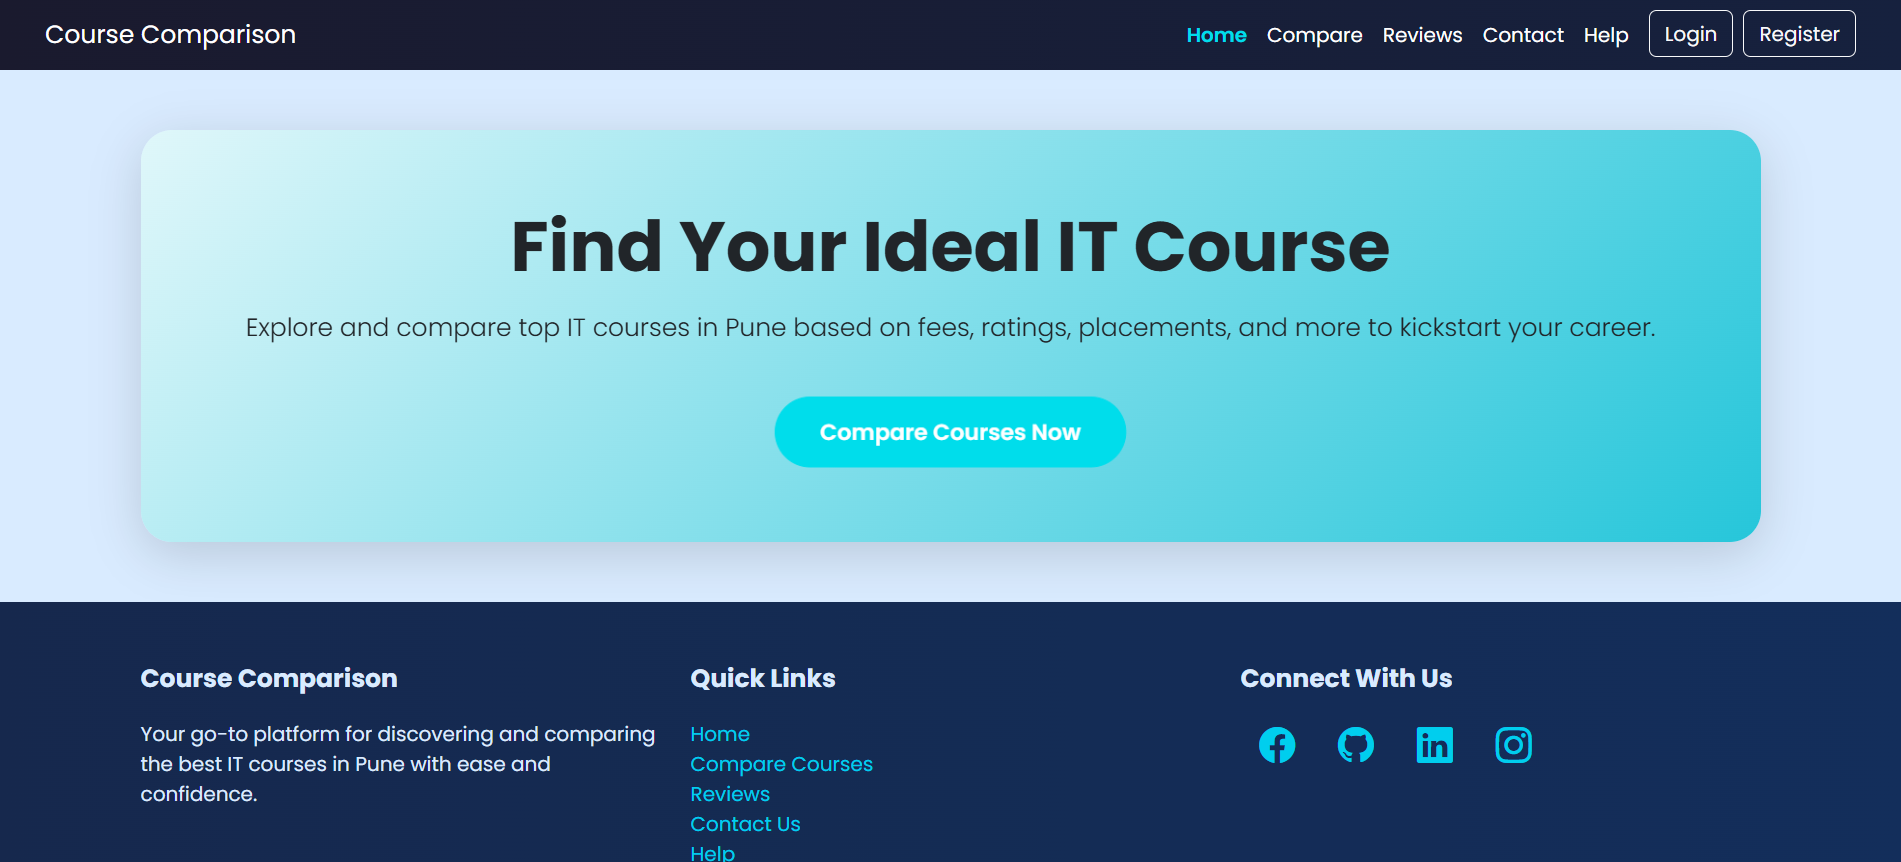 Course Comparison
Home Compare Reviews Contact Help Login Register
Find Your Ideal IT Course
Explore and compare top IT courses in Pune based on fees, ratings, placements, and more to kickstart your career.
Compare Courses Now
Course Comparison
Your go-to platform for discovering and comparing
the best IT courses in Pune with ease and
confidence.
Quick Links
Home
Compare Courses
Reviews
Contact Us
Help
Connect With Us